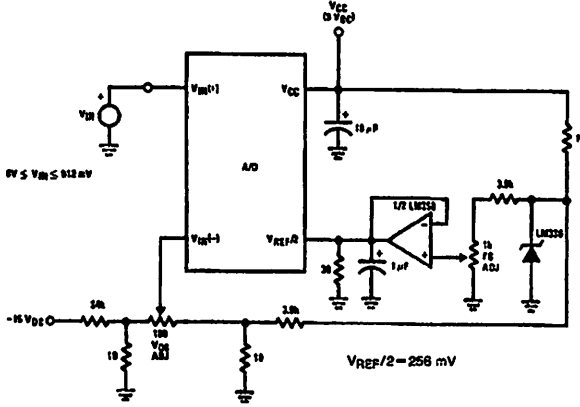 VCC
(5 VDC)
VIN(+)
VCC
+
VIN
+
10 µF
0V ≤ VIN ≤ 512 mV
A/D
3.9k
1/2 LM358
LM336
VIN(–)
VREF/2
–
+
1k
FS
ADJ
+
1 µF
–15 VDC
24k
100
VOS
ADJ
3.9k
10
10
VREF/2=256 mV